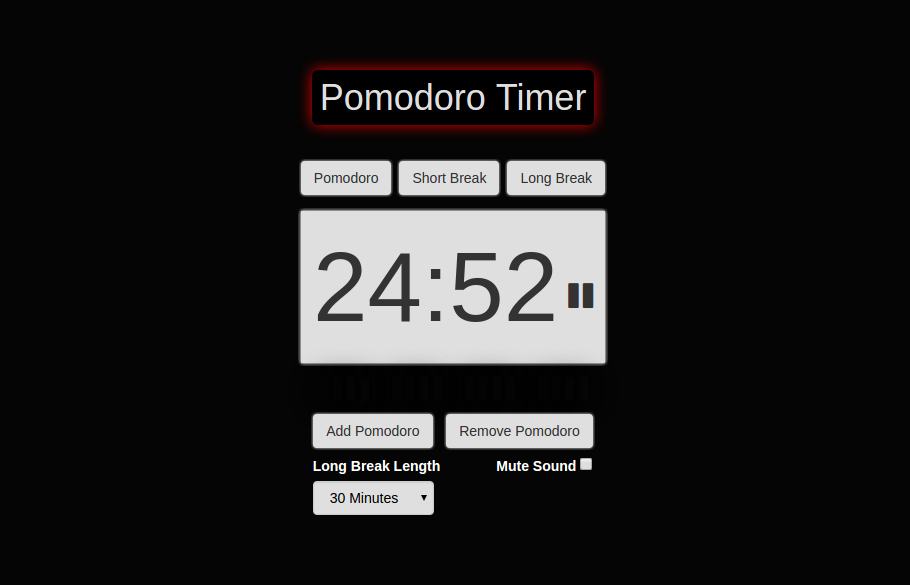 Pomodoro Timer
Pomodoro Short Break Long Break
24:52
Add Pomodoro Remove Pomodoro
Long Break Length Mute Sound
30 Minutes